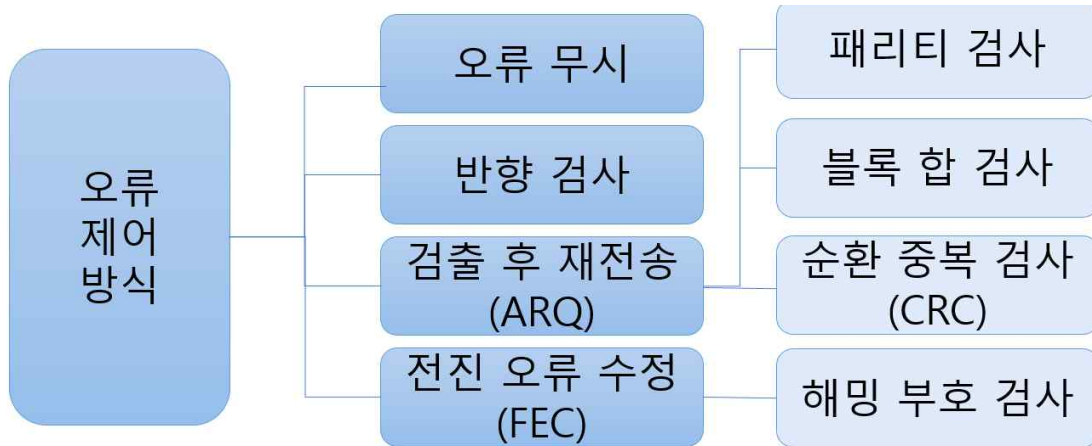 오류
제어
방식
오류 무시
반향 검사
검출 후 재전송
(ARQ)
전진 오류 수정
(FEC)
패리티 검사
블록 합 검사
순환 중복 검사
(CRC)
해밍 부호 검사